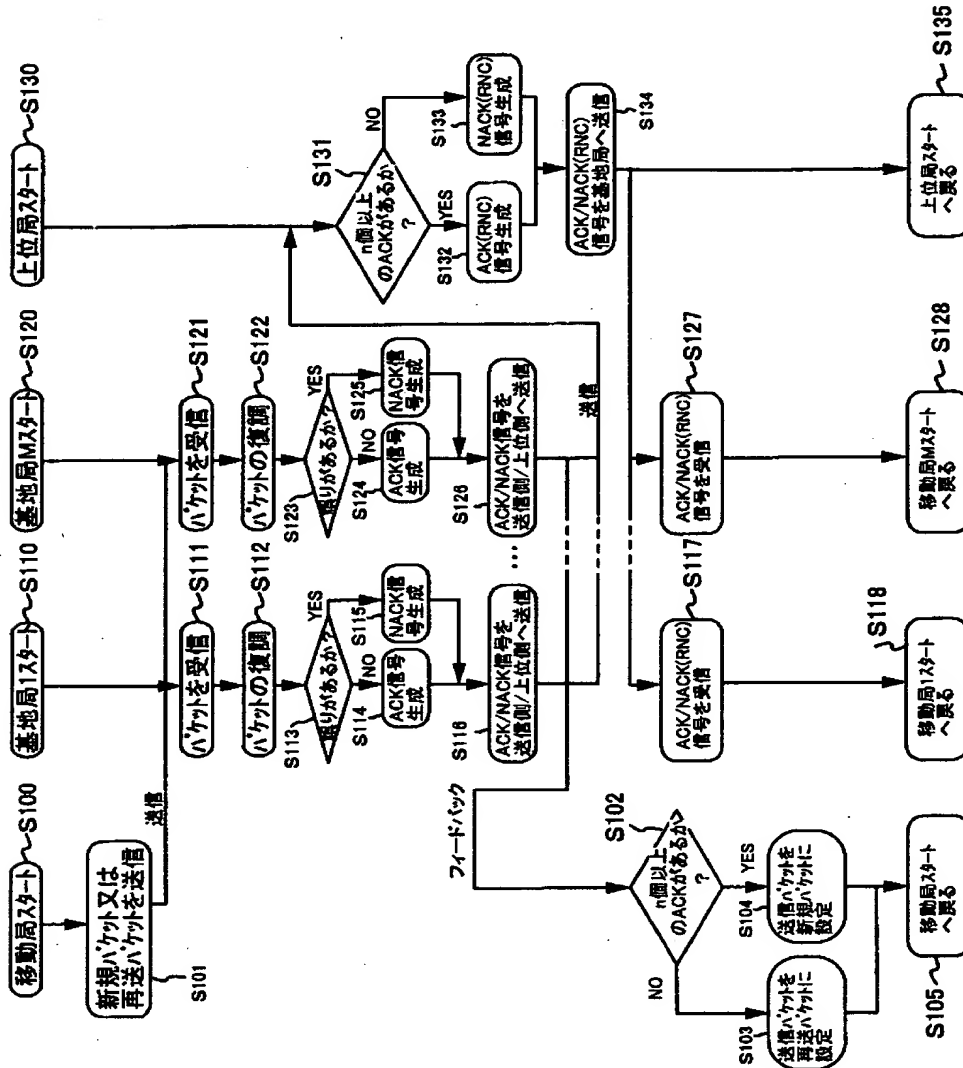 移動局スタート
S100
新規パケット又は
再送パケットを送信
S101
送信
基地局1スタート
S110
パケットを受信
S111
パケットの復調
S112
誤りがあるか?
S113
YES
NO
ACK信号
生成
S114
NACK信
号生成
S115
ACK/NACK信号を
送信側/上位側へ送信
S116
...
基地局Mスタート
S120
パケットを受信
S121
パケットの復調
S122
誤りがあるか?
S123
YES
NO
ACK信号
生成
S124
NACK信
号生成
S125
ACK/NACK信号を
送信側/上位側へ送信
S126
送信
上位局スタート
S130
n個以上
のACKがあるか
?
S131
NO
YES
ACK(RNC)
信号生成
S132
NACK(RNC)
信号生成
S133
ACK/NACK(RNC)
信号を基地局へ送信
S134
フィードバック
n個以上
のACKがあるか
?
S102
YES
NO
送信パケットを
再送パケットに
設定
S103
送信パケットを
新規パケットに
設定
S104
移動局スタート
へ戻る
S105
ACK/NACK(RNC)
信号を受信
S117
移動局1スタート
へ戻る
S118
ACK/NACK(RNC)
信号を受信
S127
移動局Mスタート
へ戻る
S128
上位局スタート
へ戻る
S135